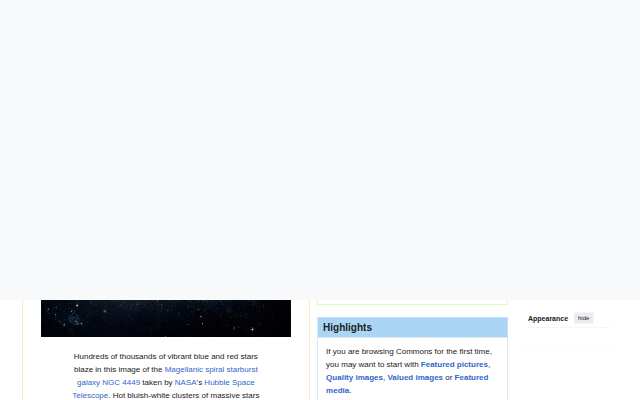 Hundreds of thousands of vibrant blue and red stars
blaze in this image of the Magellanic spiral starburst
galaxy NGC 4449 taken by NASA's Hubble Space
Telescope. Hot bluish-white clusters of massive stars
Highlights
If you are browsing Commons for the first time,
you may want to start with Featured pictures,
Quality images, Valued images or Featured
media.
Appearance hide